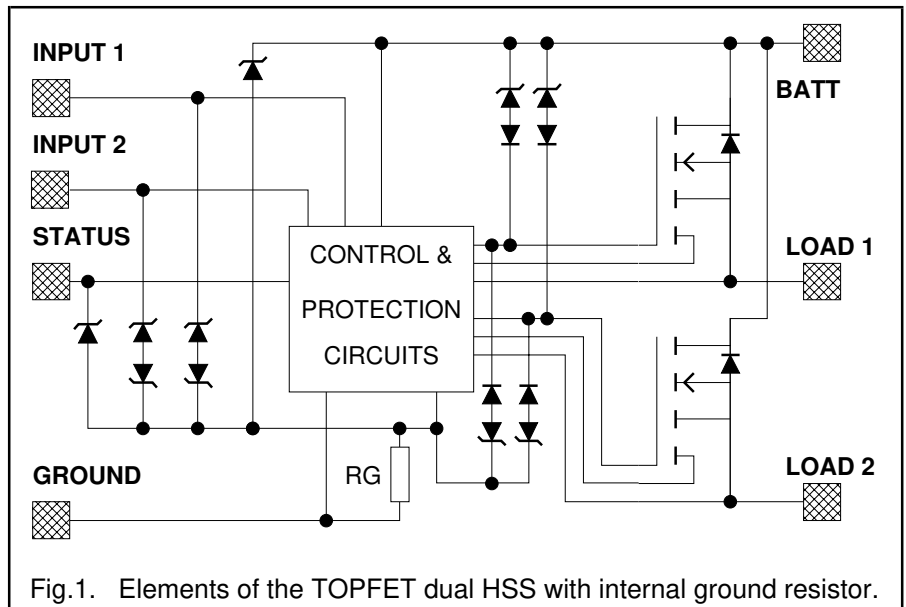 INPUT 1
BATT
INPUT 2
STATUS
CONTROL &
LOAD 1
PROTECTION
CIRCUITS
GROUND
RG
LOAD 2
Fig.1. Elements of the TOPFET dual HSS with internal ground resistor.